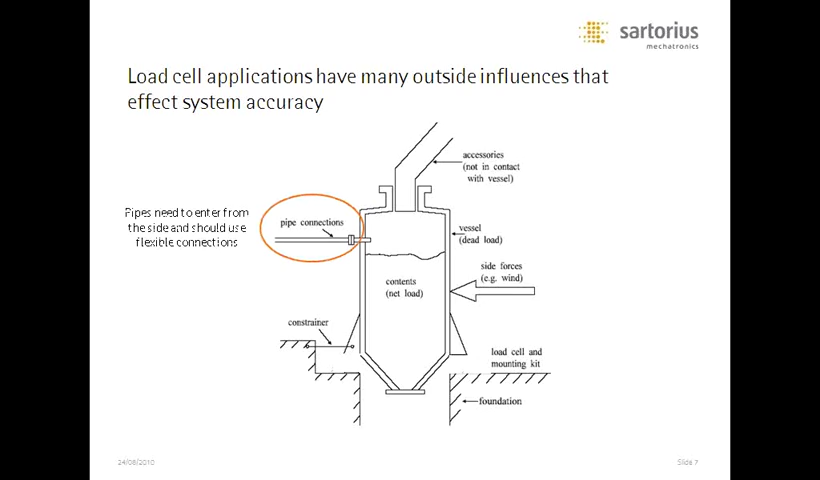 sartorius
mechatronics
Load cell applications have many outside influences that
effect system accuracy
accessories
(not in contact
with vessel)
Pipes need to enter from
the side and should use
flexible connections
pipe connections
vessel
(dead load)
side forces
(e.g. wind)
contents
(net load)
constrainer
load cell and
mounting kit
foundation
24/08/2010
Slide 7